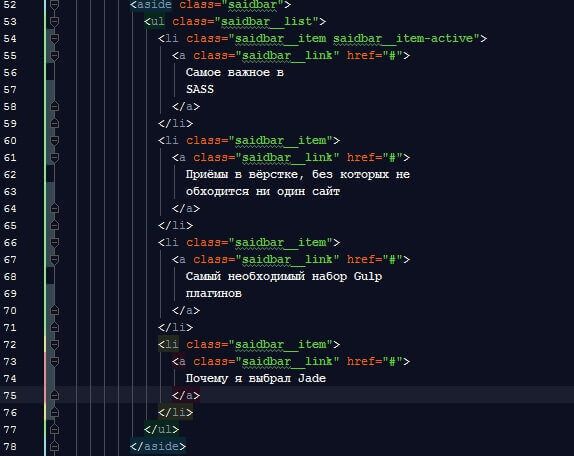 52 <aside class="saidbar">
53 <ul class="saidbar__list">
54 <li class="saidbar__item saidbar__item-active">
55 <a class="saidbar__link" href="#">
56 Самое важное в
57 SASS
58 </a>
59 </li>
60 <li class="saidbar__item">
61 <a class="saidbar__link" href="#">
62 Приёмы в вёрстке, без которых не
63 обходится ни один сайт
64 </a>
65 </li>
66 <li class="saidbar__item">
67 <a class="saidbar__link" href="#">
68 Самый необходимый набор Gulp
69 плагинов
70 </a>
71 </li>
72 <li class="saidbar__item">
73 <a class="saidbar__link" href="#">
74 Почему я выбрал Jade
75 </a>
76 </li>
77 </ul>
78 </aside>